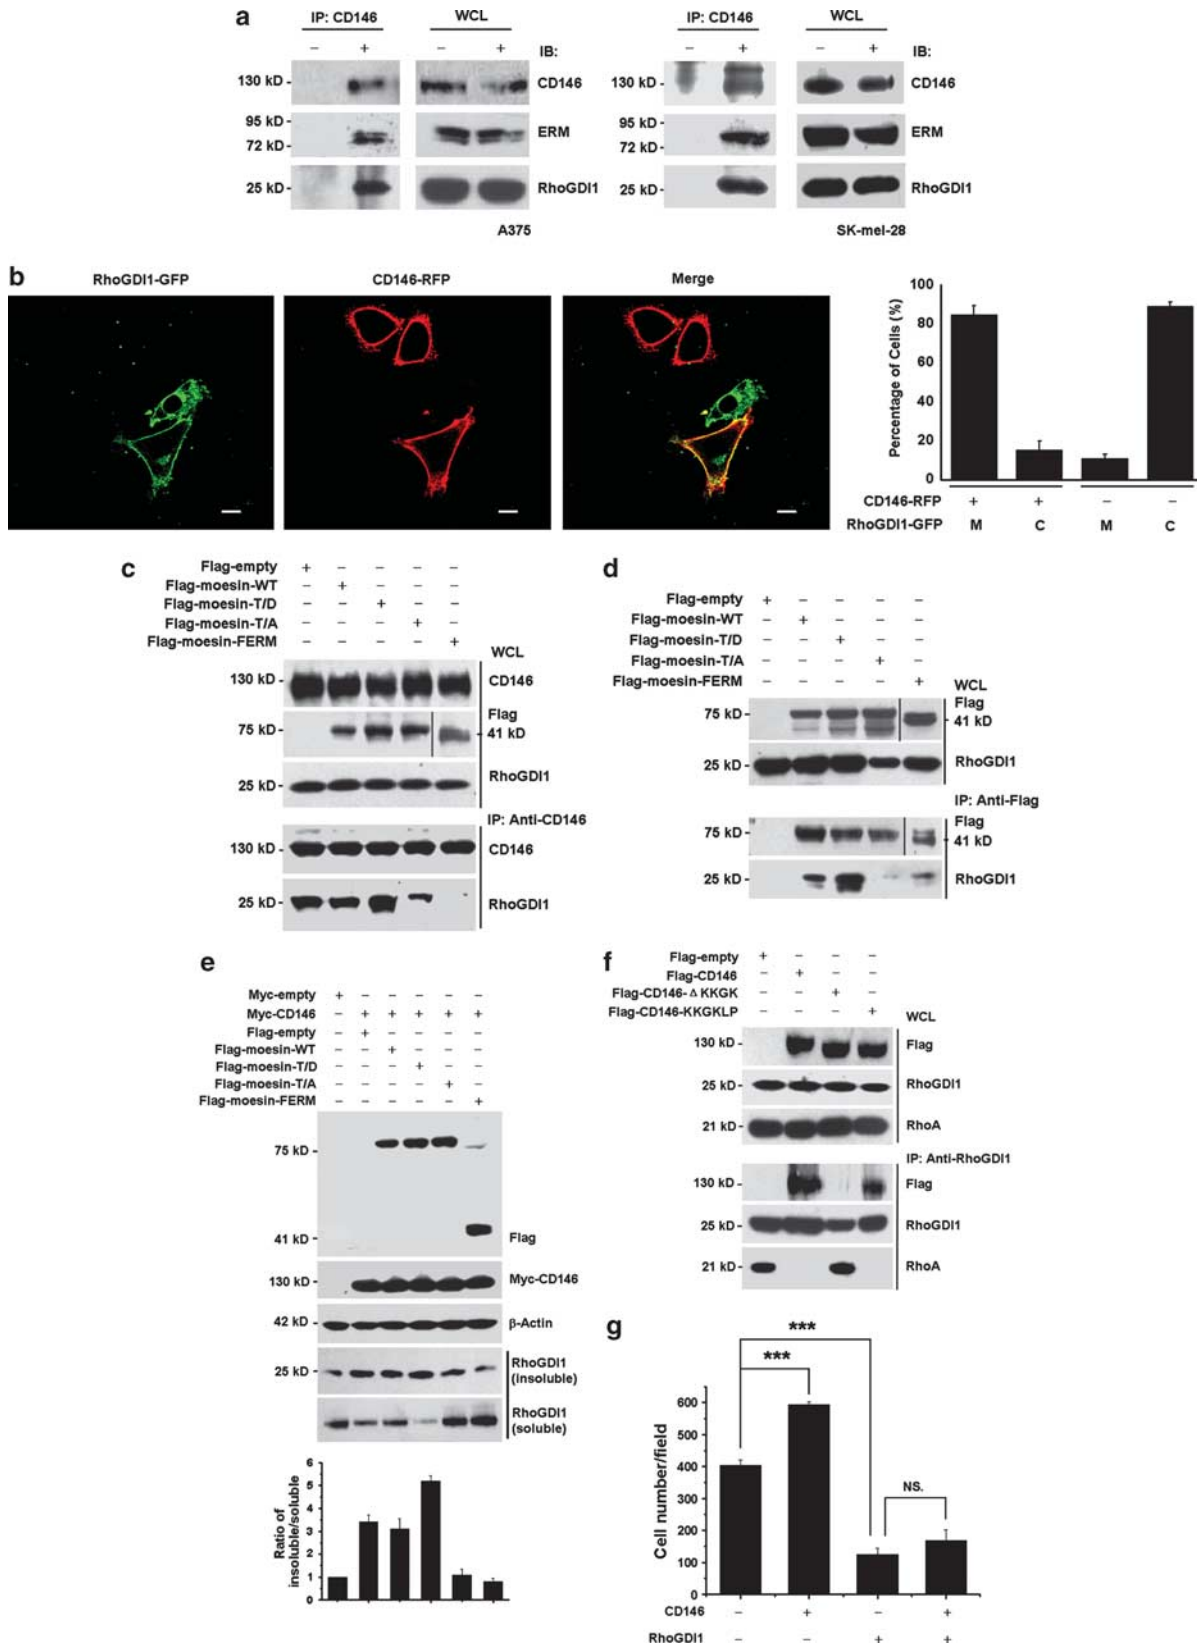 a
IP: CD146 WCL IP: CD146 WCL
− + − + IB: − + − + IB:
130 kD CD146 130 kD CD146
95 kD ERM 95 kD ERM
72 kD 72 kD
25 kD RhoGDI1 25 kD RhoGDI1
A375 SK-mel-28
b
RhoGDI1-GFP CD146-RFP Merge
Percentage of Cells (%)
100
80
60
40
20
0
CD146-RFP + + − −
RhoGDI1-GFP M C M C
c
Flag-empty + − − − −
Flag-moesin-WT − + − − −
Flag-moesin-T/D − − + − −
Flag-moesin-T/A − − − + −
Flag-moesin-FERM − − − − +
WCL
130 kD CD146
Flag
75 kD 41 kD
25 kD RhoGDI1
IP: Anti-CD146
130 kD CD146
25 kD RhoGDI1
d
Flag-empty + − − − −
Flag-moesin-WT − + − − −
Flag-moesin-T/D − − + − −
Flag-moesin-T/A − − − + −
Flag-moesin-FERM − − − − +
WCL
Flag
75 kD 41 kD
25 kD RhoGDI1
IP: Anti-Flag
Flag
75 kD 41 kD
25 kD RhoGDI1
e
Myc-empty + − − − − −
Myc-CD146 − + + + + +
Flag-empty − + − − − −
Flag-moesin-WT − − + − − −
Flag-moesin-T/D − − − + − −
Flag-moesin-T/A − − − − + −
Flag-moesin-FERM − − − − − +
75 kD
41 kD Flag
130 kD Myc-CD146
42 kD β-Actin
25 kD RhoGDI1
(insoluble)
RhoGDI1
(soluble)
Ratio of
insoluble/soluble
6
5
4
3
2
1
0
f
Flag-empty + − − −
Flag-CD146 − + − −
Flag-CD146-Δ KKGK − − + −
Flag-CD146-KKGKLP − − − +
WCL
130 kD Flag
25 kD RhoGDI1
21 kD RhoA
IP: Anti-RhoGDI1
130 kD Flag
25 kD RhoGDI1
21 kD RhoA
g
***
***
NS.
Cell number/field
600
500
400
300
200
100
0
CD146 − + − +
RhoGDI1 − − + +